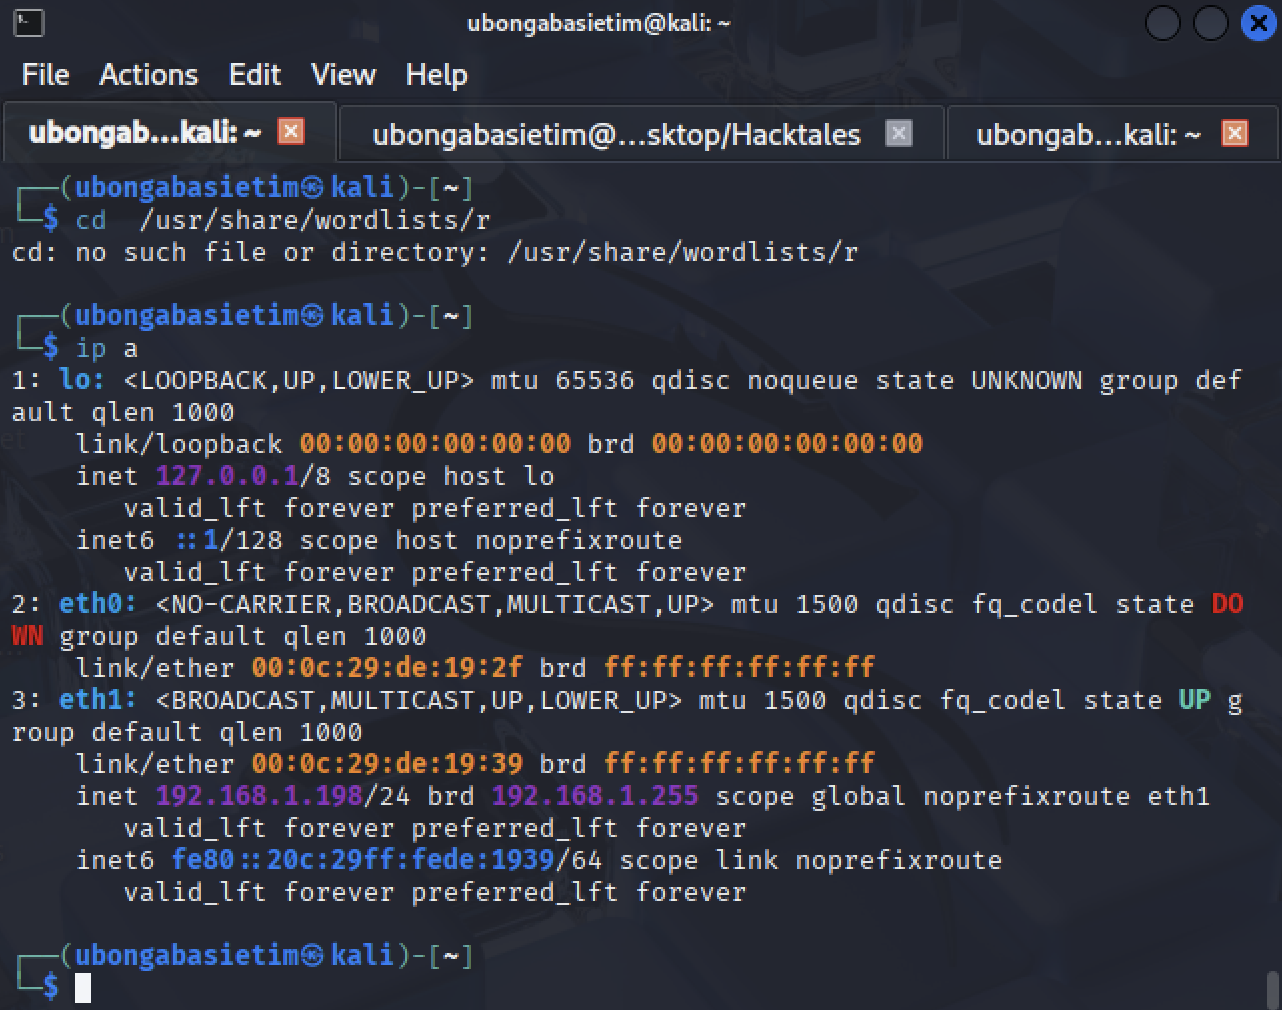 ubongabasietim@kali: ~
File Actions Edit View Help
ubongab...kali: ~ ubongabasietim@...sktop/Hacktales ubongab...kali: ~
┌──(ubongabasietim㉿kali)-[~]
└─$ cd  /usr/share/wordlists/r
cd: no such file or directory: /usr/share/wordlists/r
┌──(ubongabasietim㉿kali)-[~]
└─$ ip a
1: lo: <LOOPBACK,UP,LOWER_UP> mtu 65536 qdisc noqueue state UNKNOWN group def
ault qlen 1000
    link/loopback 00:00:00:00:00:00 brd 00:00:00:00:00:00
    inet 127.0.0.1/8 scope host lo
       valid_lft forever preferred_lft forever
    inet6 ::1/128 scope host noprefixroute
       valid_lft forever preferred_lft forever
2: eth0: <NO-CARRIER,BROADCAST,MULTICAST,UP> mtu 1500 qdisc fq_codel state DO
WN group default qlen 1000
    link/ether 00:0c:29:de:19:2f brd ff:ff:ff:ff:ff:ff
3: eth1: <BROADCAST,MULTICAST,UP,LOWER_UP> mtu 1500 qdisc fq_codel state UP g
roup default qlen 1000
    link/ether 00:0c:29:de:19:39 brd ff:ff:ff:ff:ff:ff
    inet 192.168.1.198/24 brd 192.168.1.255 scope global noprefixroute eth1
       valid_lft forever preferred_lft forever
    inet6 fe80::20c:29ff:fede:1939/64 scope link noprefixroute
       valid_lft forever preferred_lft forever
┌──(ubongabasietim㉿kali)-[~]
└─$